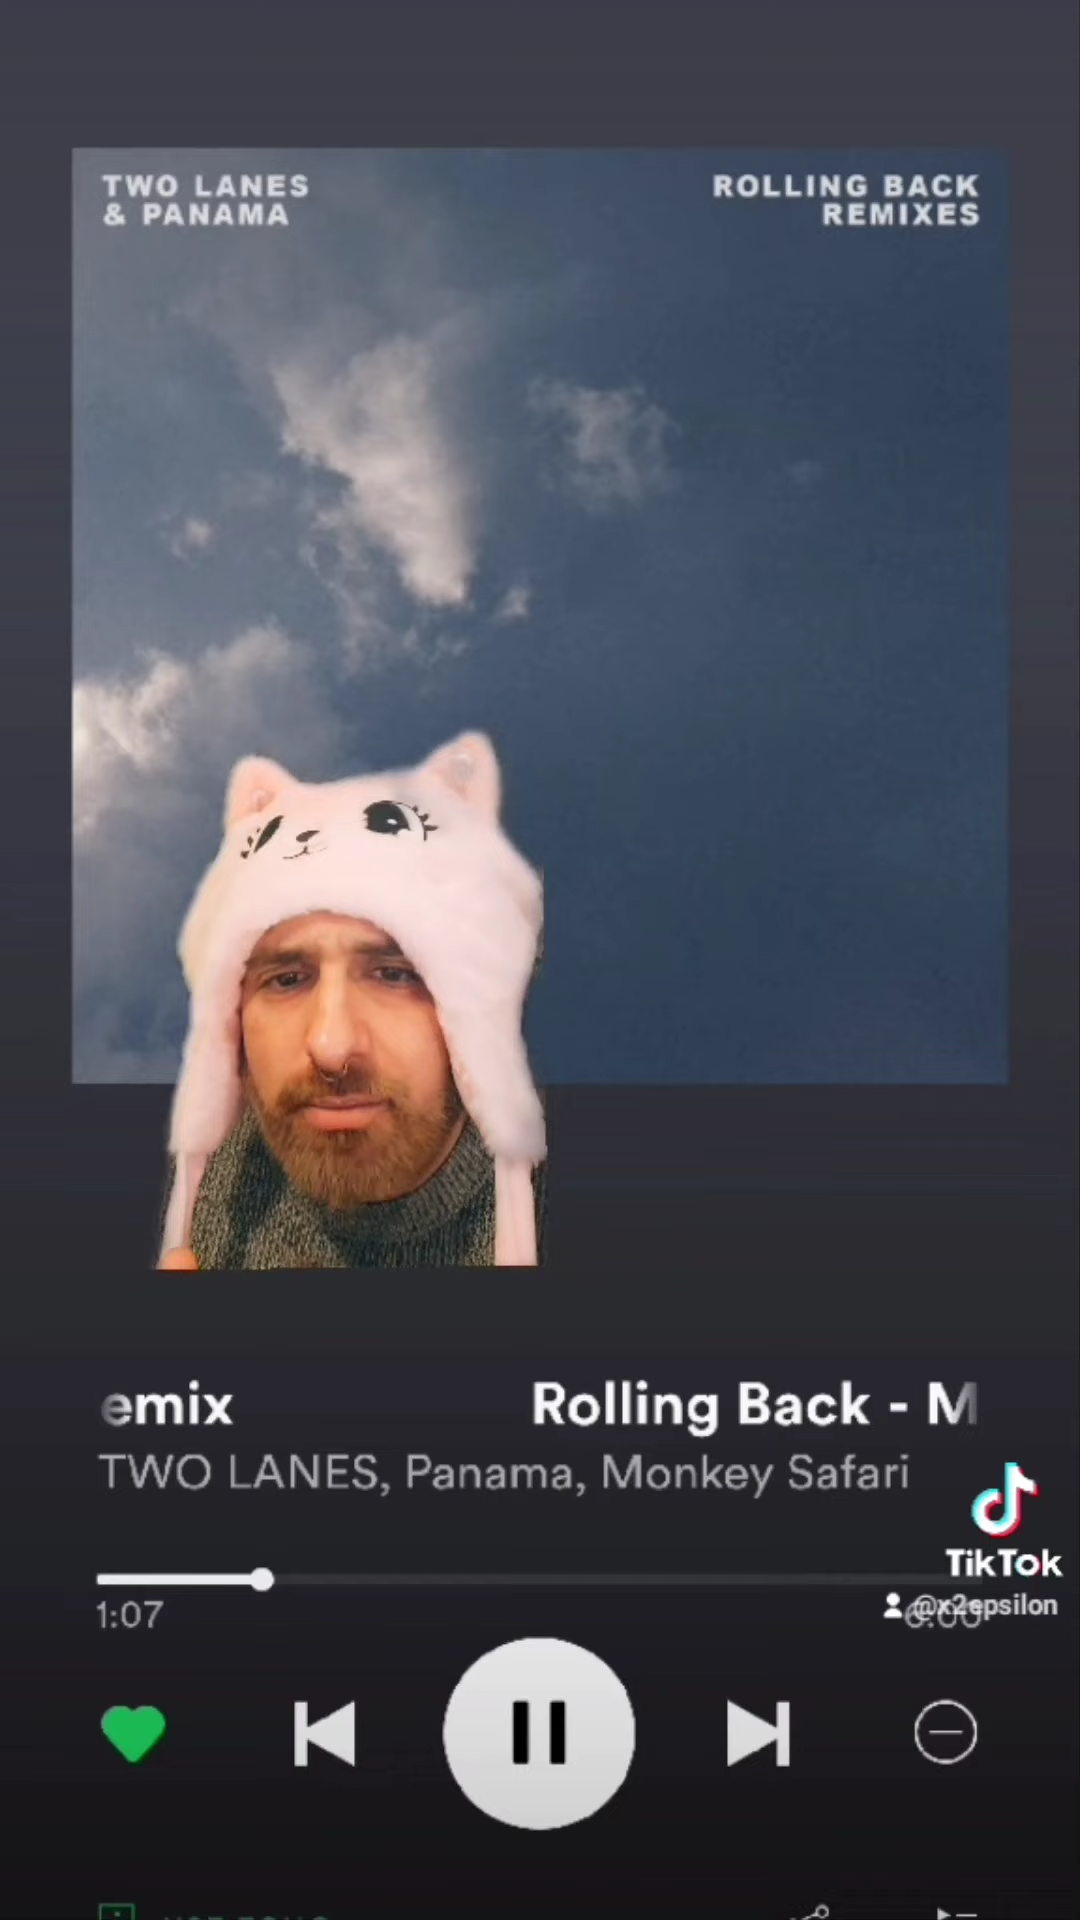 TWO LANES
& PANAMA
ROLLING BACK
REMIXES
emix
Rolling Back - M
TWO LANES, Panama, Monkey Safari
TikTok
@x2epsilon
1:07